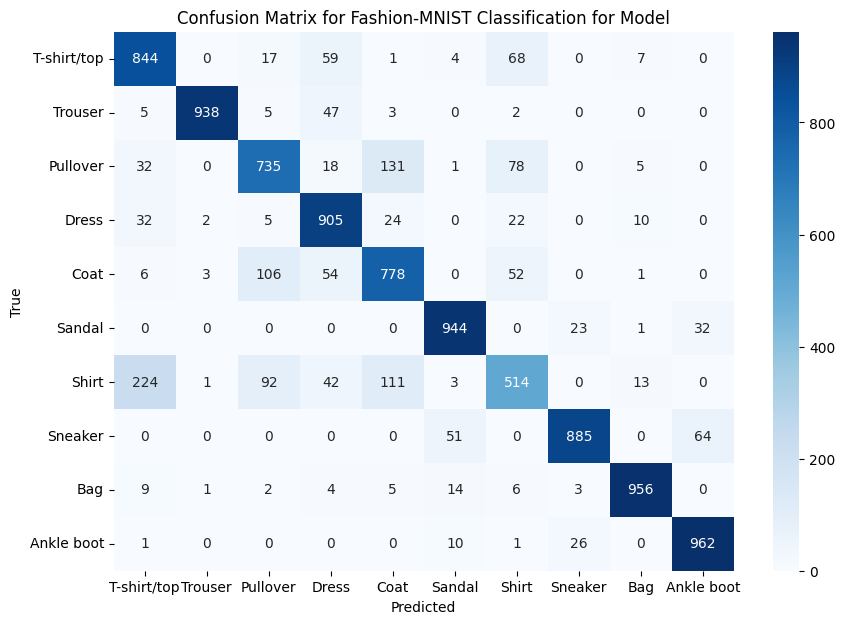 Confusion Matrix for Fashion-MNIST Classification for Model
T-shirt/top 844 0 17 59 1 4 68 0 7 0
Trouser 5 938 5 47 3 0 2 0 0 0
Pullover 32 0 735 18 131 1 78 0 5 0
Dress 32 2 5 905 24 0 22 0 10 0
Coat 6 3 106 54 778 0 52 0 1 0
Sandal 0 0 0 0 0 944 0 23 1 32
Shirt 224 1 92 42 111 3 514 0 13 0
Sneaker 0 0 0 0 0 51 0 885 0 64
Bag 9 1 2 4 5 14 6 3 956 0
Ankle boot 1 0 0 0 0 10 1 26 0 962
T-shirt/top Trouser Pullover Dress Coat Sandal Shirt Sneaker Bag Ankle boot
Predicted
True
800
600
400
200
0